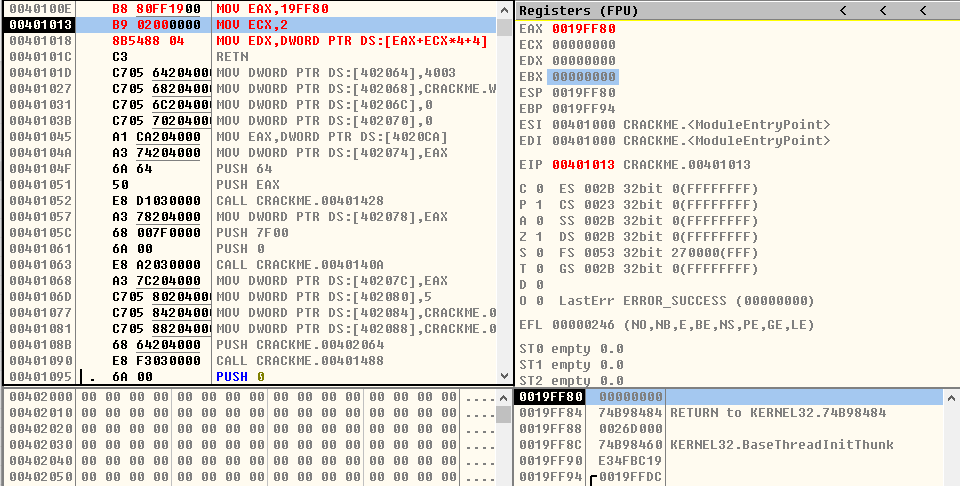 0040100E B8 80FF1900 MOV EAX,19FF80
00401013 B9 02000000 MOV ECX,2
00401018 8B5488 04 MOV EDX,DWORD PTR DS:[EAX+ECX*4+4]
0040101C C3 RETN
0040101D C705 64204000 MOV DWORD PTR DS:[402064],4003
00401027 C705 68204000 MOV DWORD PTR DS:[402068],CRACKME.W
00401031 C705 6C204000 MOV DWORD PTR DS:[40206C],0
0040103B C705 70204000 MOV DWORD PTR DS:[402070],0
00401045 A1 CA204000 MOV EAX,DWORD PTR DS:[4020CA]
0040104A A3 74204000 MOV DWORD PTR DS:[402074],EAX
0040104F 6A 64 PUSH 64
00401051 50 PUSH EAX
00401052 E8 D1030000 CALL CRACKME.00401428
00401057 A3 78204000 MOV DWORD PTR DS:[402078],EAX
0040105C 68 007F0000 PUSH 7F00
00401061 6A 00 PUSH 0
00401063 E8 A2030000 CALL CRACKME.0040140A
00401068 A3 7C204000 MOV DWORD PTR DS:[40207C],EAX
0040106D C705 80204000 MOV DWORD PTR DS:[402080],5
00401077 C705 84204000 MOV DWORD PTR DS:[402084],CRACKME.0
00401081 C705 88204000 MOV DWORD PTR DS:[402088],CRACKME.0
0040108B 68 64204000 PUSH CRACKME.00402064
00401090 E8 F3030000 CALL CRACKME.00401488
00401095 . 6A 00 PUSH 0
Registers (FPU) < < <
EAX 0019FF80
ECX 00000000
EDX 00000000
EBX 00000000
ESP 0019FF80
EBP 0019FF94
ESI 00401000 CRACKME.<ModuleEntryPoint>
EDI 00401000 CRACKME.<ModuleEntryPoint>
EIP 00401013 CRACKME.00401013
C 0 ES 002B 32bit 0(FFFFFFFF)
P 1 CS 0023 32bit 0(FFFFFFFF)
A 0 SS 002B 32bit 0(FFFFFFFF)
Z 1 DS 002B 32bit 0(FFFFFFFF)
S 0 FS 0053 32bit 270000(FFF)
T 0 GS 002B 32bit 0(FFFFFFFF)
D 0
O 0 LastErr ERROR_SUCCESS (00000000)
EFL 00000246 (NO,NB,E,BE,NS,PE,GE,LE)
ST0 empty 0.0
ST1 empty 0.0
ST2 empty 0.0
00402000 00 00 00 00 00 00 00 00 00 00 00 00 00 00 00 00 ....
00402010 00 00 00 00 00 00 00 00 00 00 00 00 00 00 00 00 ....
00402020 00 00 00 00 00 00 00 00 00 00 00 00 00 00 00 00 ....
00402030 00 00 00 00 00 00 00 00 00 00 00 00 00 00 00 00 ....
00402040 00 00 00 00 00 00 00 00 00 00 00 00 00 00 00 00 ....
00402050 00 00 00 00 00 00 00 00 00 00 00 00 00 00 00 00 ....
0019FF80 00000000
0019FF84 74B98484 RETURN to KERNEL32.74B98484
0019FF88 0026D000
0019FF8C 74B98460 KERNEL32.BaseThreadInitThunk
0019FF90 E34FBC19
0019FF94 0019FFDC